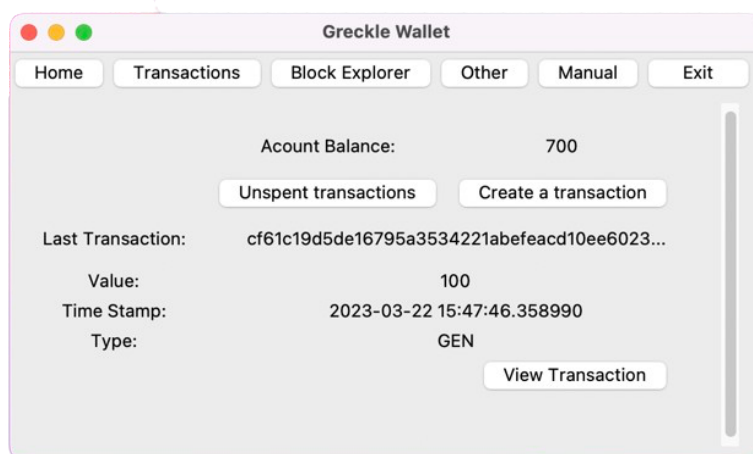 Greckle Wallet
Home Transactions Block Explorer Other Manual Exit
Acount Balance: 700
Unspent transactions Create a transaction
Last Transaction: cf61c19d5de16795a3534221abefeacd10ee6023...
Value: 100
Time Stamp: 2023-03-22 15:47:46.358990
Type: GEN
View Transaction